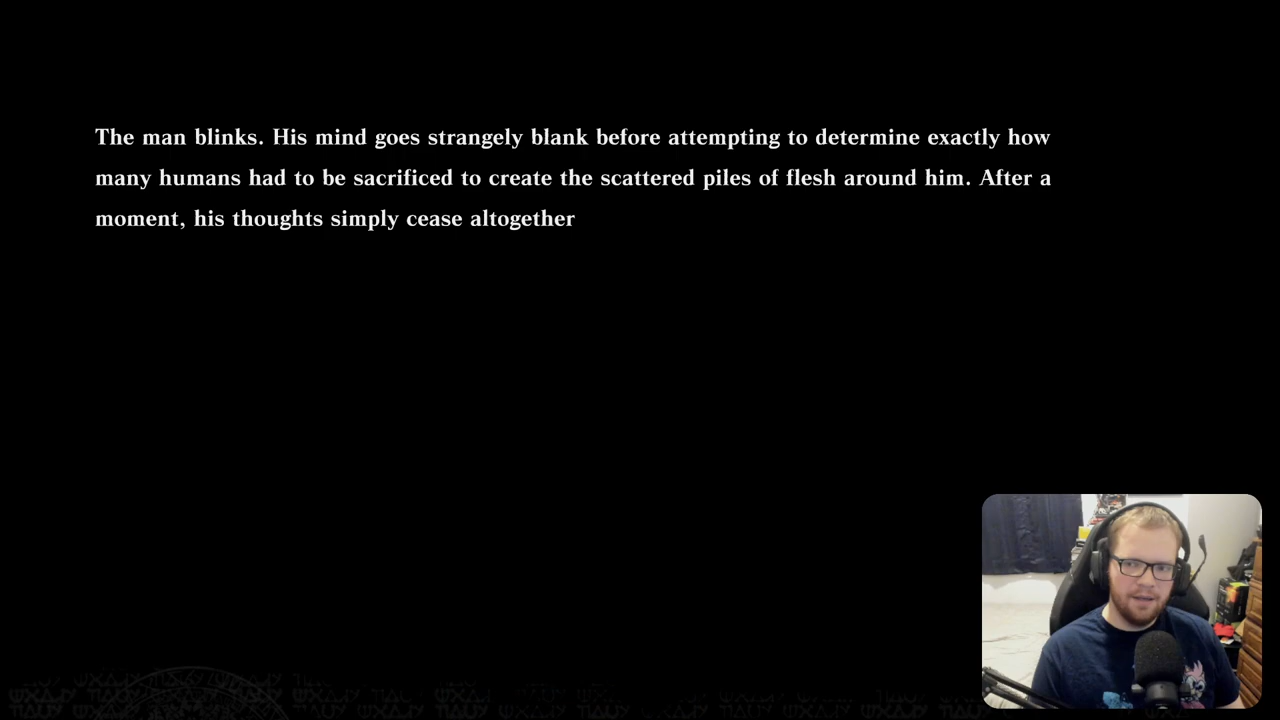 The man blinks. His mind goes strangely blank before attempting to determine exactly how
many humans had to be sacrificed to create the scattered piles of flesh around him. After a
moment, his thoughts simply cease altogether